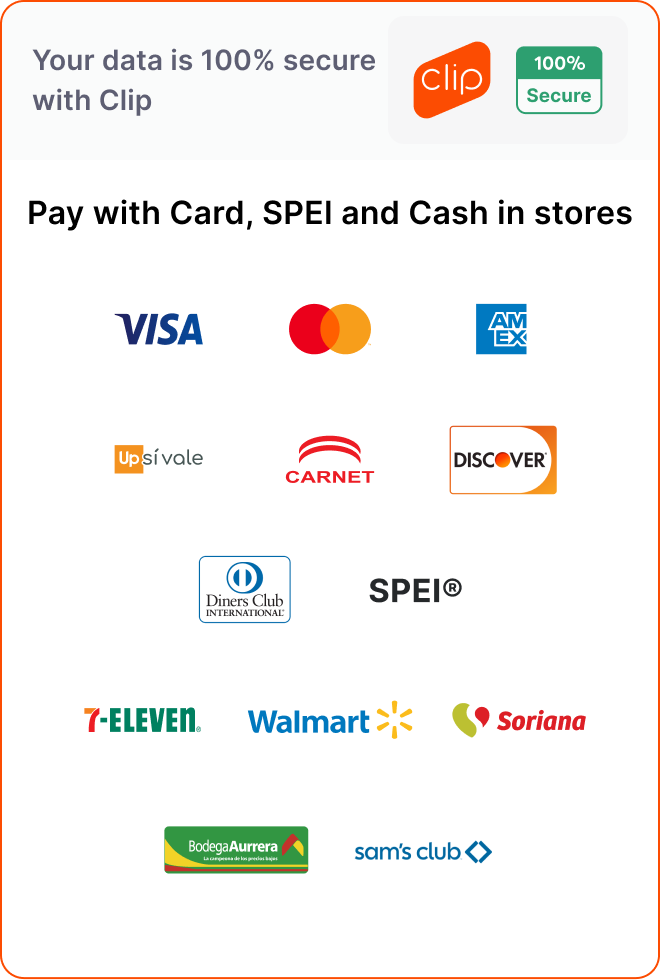 Your data is 100% secure
with Clip
clip
100%
Secure
Pay with Card, SPEI and Cash in stores
VISA
AM
EX
Up sí vale
CARNET
DISCOVER
Diners Club
INTERNATIONAL®
SPEI®
7-ELEVEN®
Walmart
Soriana
BodegaAurrera
La campeona de los precios bajos
sam's club